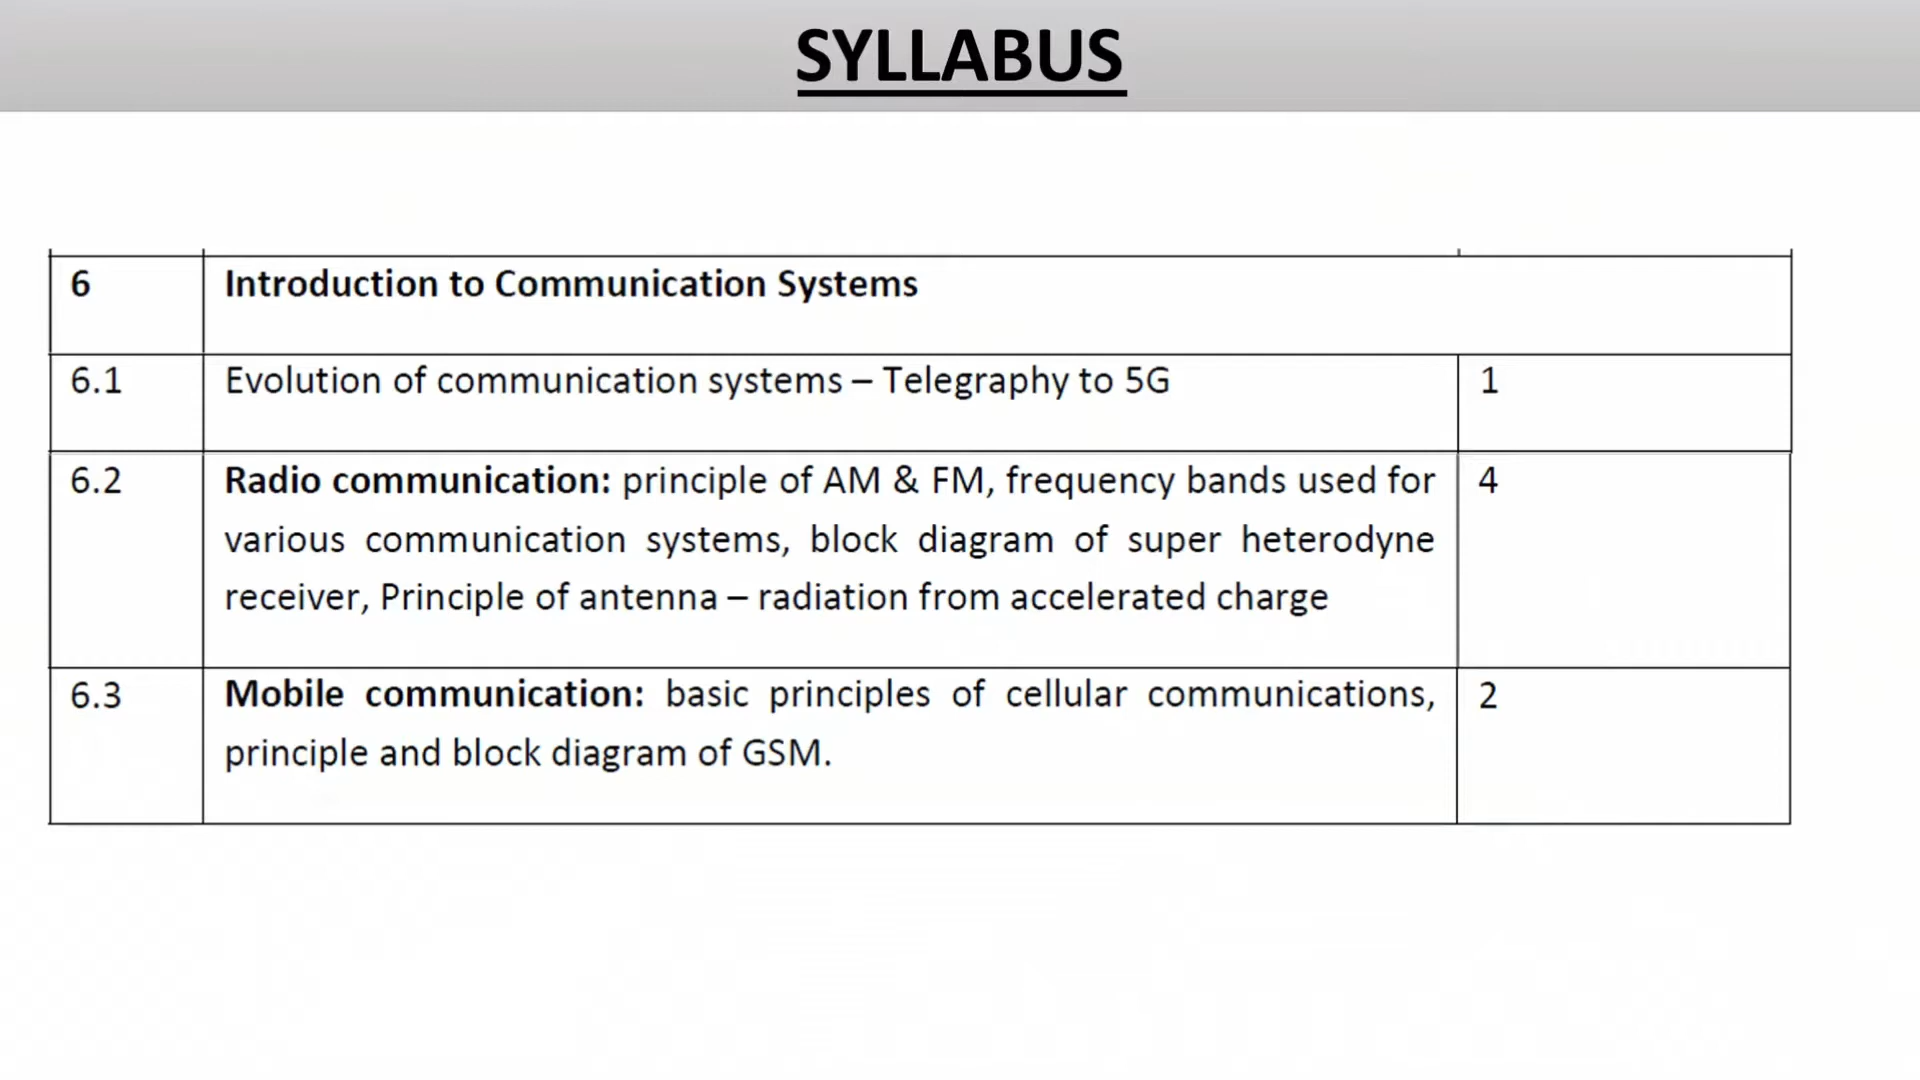 SYLLABUS
6 Introduction to Communication Systems
6.1 Evolution of communication systems – Telegraphy to 5G 1
6.2 Radio communication: principle of AM & FM, frequency bands used for 4
various communication systems, block diagram of super heterodyne
receiver, Principle of antenna – radiation from accelerated charge
6.3 Mobile communication: basic principles of cellular communications, 2
principle and block diagram of GSM.